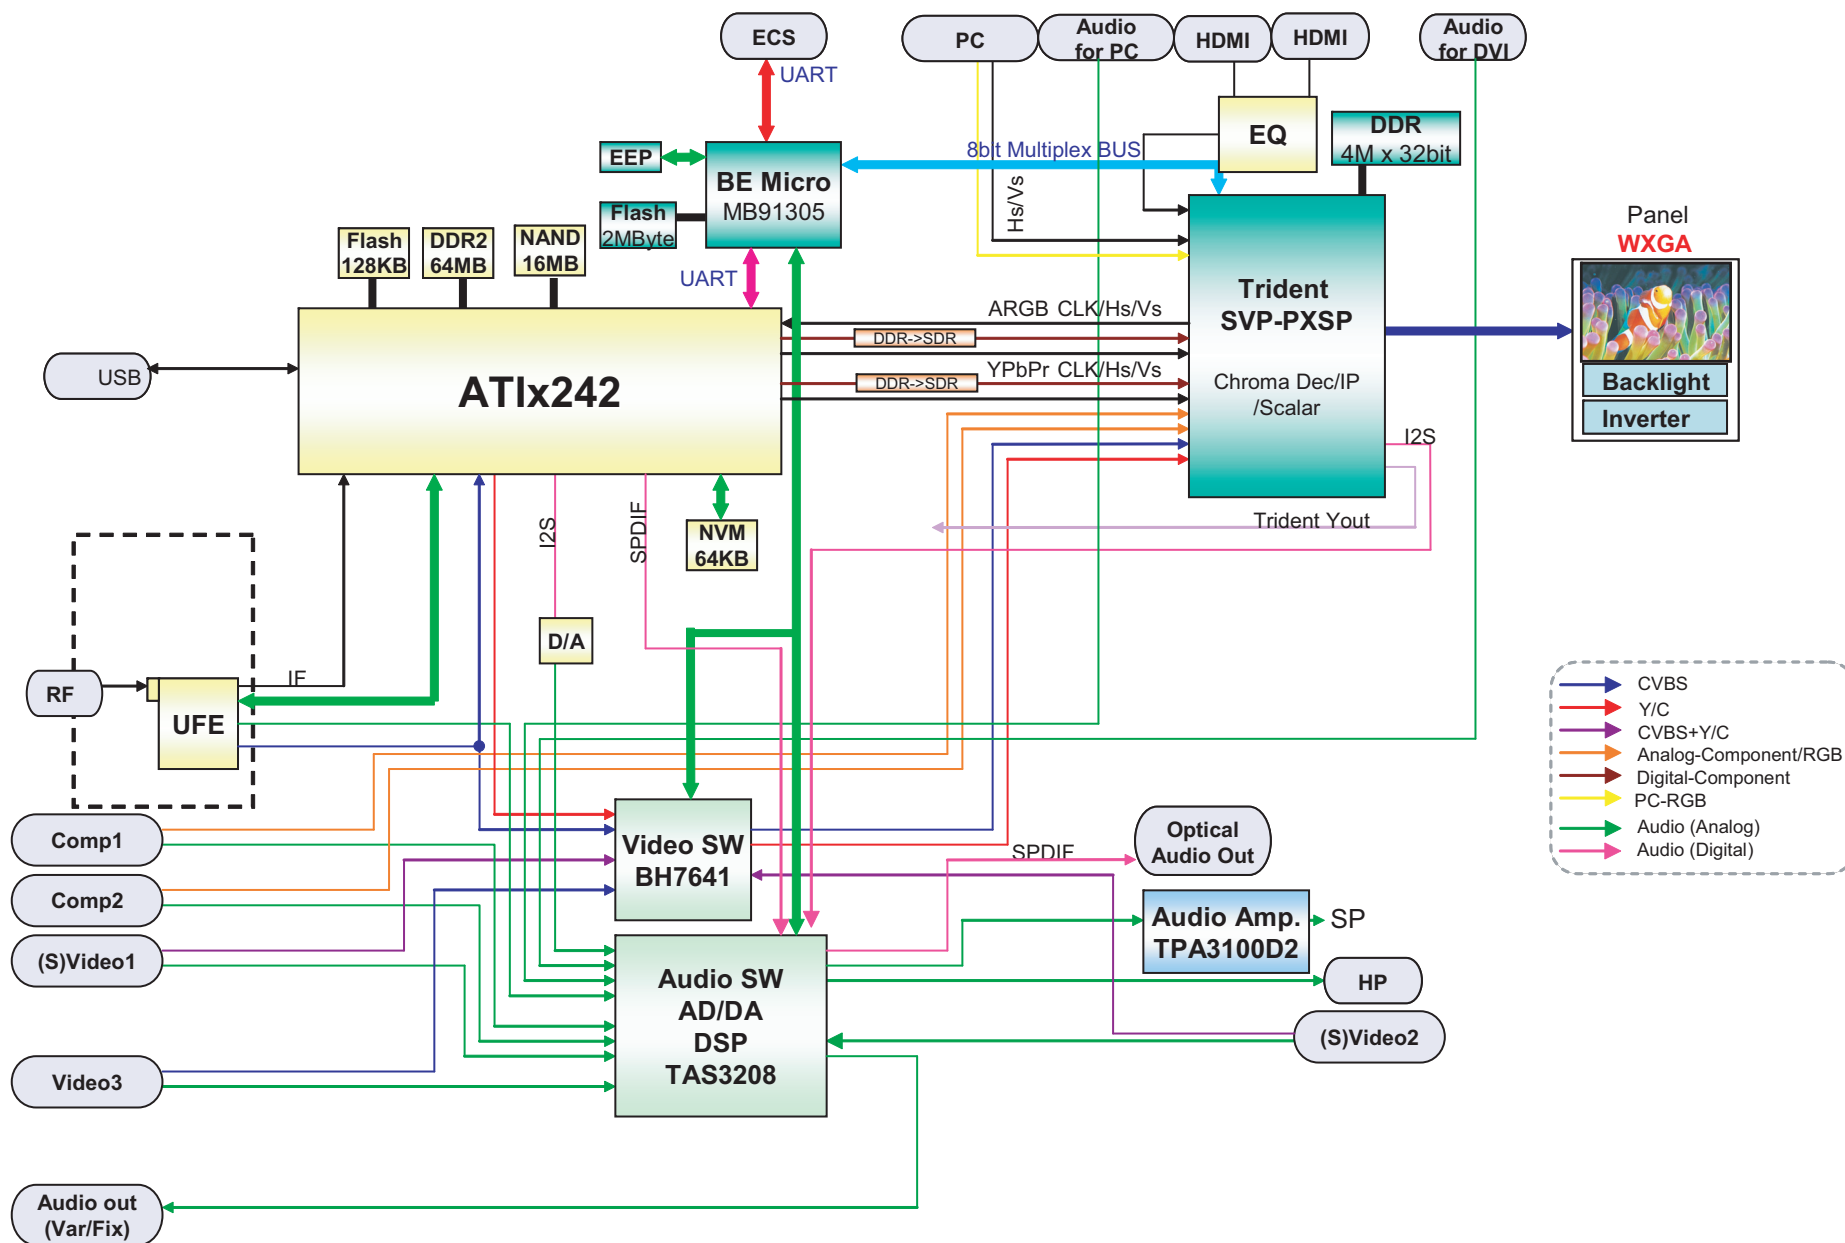 ECS
PC
Audio
for PC
HDMI
HDMI
Audio
for DVI
UART
EQ
DDR
4M x 32bit
EEP
BE Micro
MB91305
8bit Multiplex BUS
Hs/Vs
Flash
2MByte
Flash
128KB
DDR2
64MB
NAND
16MB
UART
Panel
WXGA
Trident
SVP-PXSP
Chroma Dec/IP
/Scalar
ARGB CLK/Hs/Vs
DDR->SDR
YPbPr CLK/Hs/Vs
DDR->SDR
USB
ATIx242
Backlight
Inverter
I2S
Trident Yout
I2S
SPDIF
NVM
64KB
D/A
RF
IF
UFE
CVBS
Y/C
CVBS+Y/C
Analog-Component/RGB
Digital-Component
PC-RGB
Audio (Analog)
Audio (Digital)
Comp1
Comp2
(S)Video1
Video3
Audio out
(Var/Fix)
Video SW
BH7641
SPDIF
Optical
Audio Out
Audio Amp.
TPA3100D2
SP
HP
(S)Video2
Audio SW
AD/DA
DSP
TAS3208